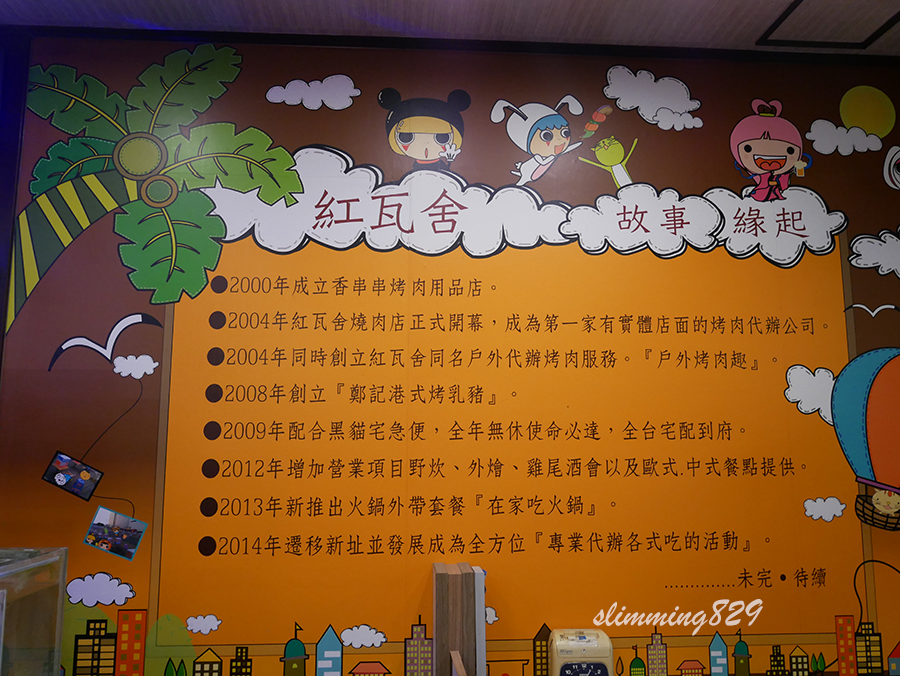 紅瓦舍 故事 緣起
●2000年成立香串串烤肉用品店。
●2004年紅瓦舍燒肉店正式開幕，成為第一家有實體店面的烤肉代辦公司。
●2004年同時創立紅瓦舍同名戶外代辦烤肉服務。『戶外烤肉趣』。
●2008年創立『鄭記港式烤乳豬』。
●2009年配合黑貓宅急便，全年無休使命必達，全台宅配到府。
●2012年增加營業項目野炊、外燴、雞尾酒會以及歐式.中式餐點提供。
●2013年新推出火鍋外帶套餐『在家吃火鍋』。
●2014年遷移新址並發展成為全方位『專業代辦各式吃的活動』。
..............未完•待續
slimming829